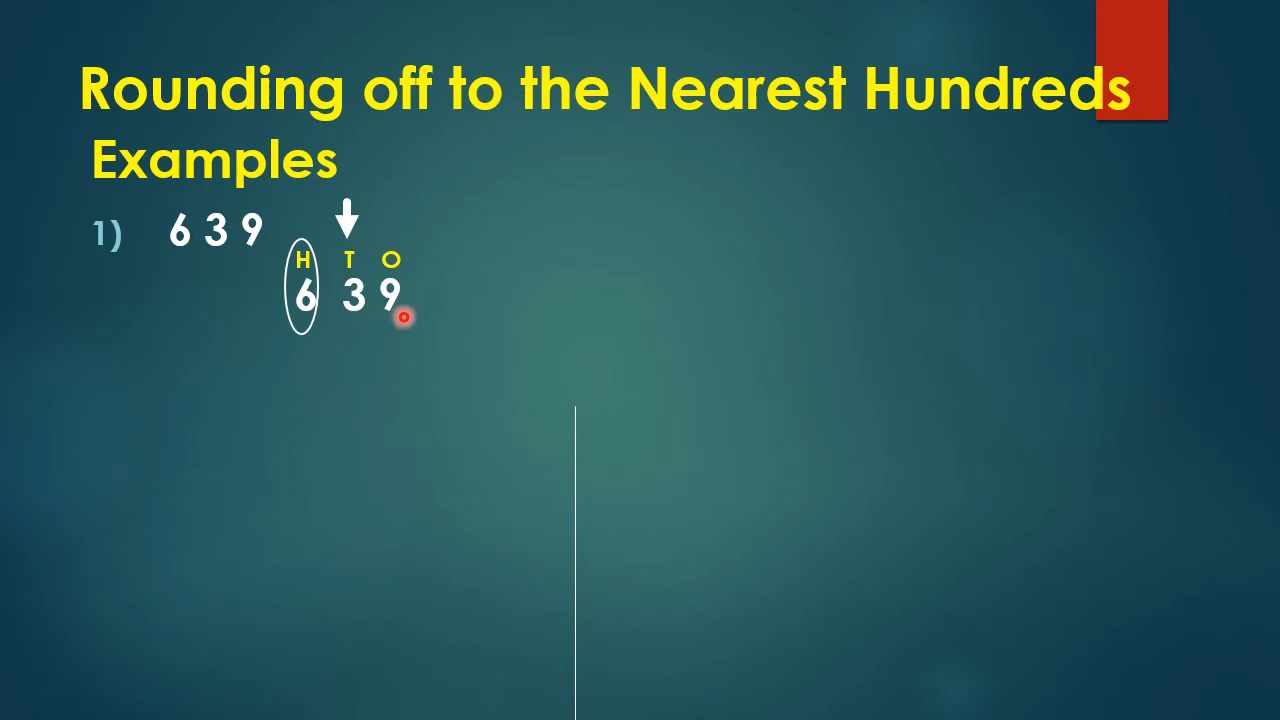 Rounding off to the Nearest Hundreds
Examples
1) 6 3 9
H T O
6 3 9